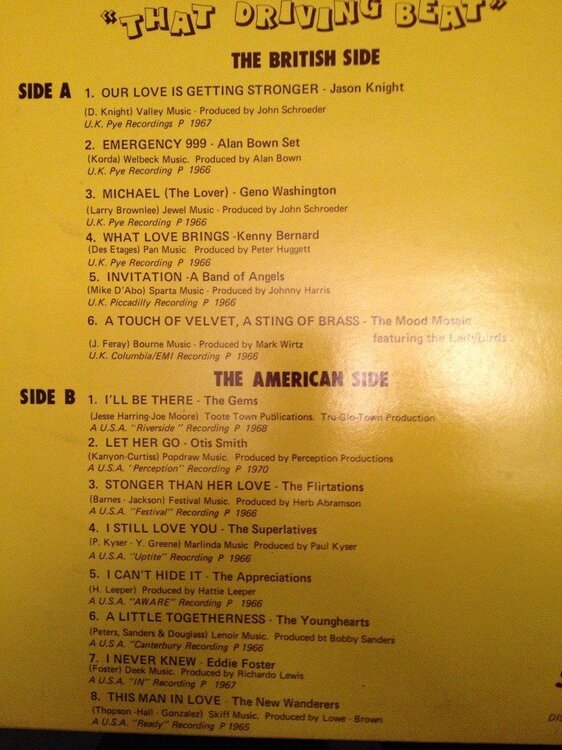 "THAT DRIVING BEAT"
THE BRITISH SIDE
SIDE A 1. OUR LOVE IS GETTING STRONGER - Jason Knight
(D. Knight) Valley Music - Produced by John Schroeder
U.K. Pye Recordings P 1967
2. EMERGENCY 999 - Alan Bown Set
(Korda) Welbeck Music. Produced by Alan Bown
U.K. Pye Recording P 1966
3. MICHAEL (The Lover) - Geno Washington
(Larry Brownlee) Jewel Music - Produced by John Schroeder
U.K. Pye Recording P 1966
4. WHAT LOVE BRINGS -Kenny Bernard
(Des Etages) Pan Music - Produced by Peter Huggett
U.K. Pye Recording P 1966
5. INVITATION -A Band of Angels
(Mike D'Abo) Sparta Music - Produced by Johnny Harris
U.K. Piccadilly Recording P 1966
6. A TOUCH OF VELVET, A STING OF BRASS - The Mood Mosaic
featuring the Ladybirds
(J. Feray) Bourne Music - Produced by Mark Wirtz
U.K. Columbia/EMI Recording P 1966
THE AMERICAN SIDE
SIDE B 1. I'LL BE THERE - The Gems
(Jesse Harring-Joe Moore) Toote Town Publications. Tru-Glo-Town Production
A U.S.A. "Riverside" Recording P 1968
2. LET HER GO - Otis Smith
(Kanyon-Curtiss) Popdraw Music. Produced by Perception Productions
A U.S.A. 'Perception" Recording P 1970
3. STONGER THAN HER LOVE - The Flirtations
(Barnes - Jackson) Festival Music. Produced by Herb Abramson
A U.S.A. "Festival" Recording P 1966
4. I STILL LOVE YOU - The Superlatives
(P. Kyser - Y. Greene) Marlinda Music Produced by Paul Kyser
A U.S.A. "Uptite" Reocrding P 1966
5. I CAN'T HIDE IT - The Appreciations
(H. Leeper) Produced by Hattie Leeper
A U.S.A. "AWARE" Recording P 1966
6. A LITTLE TOGETHERNESS - The Younghearts
(Peters, Sanders & Douglass) Lenoir Music. Produced bt Bobby Sanders
A U.S.A. "Canterbury Recording P 1966
7. I NEVER KNEW - Eddie Foster
(Foster) Deek Music. Produced by Richardo Lewis
A U.S.A. "IN" Recording P 1967
8. THIS MAN IN LOVE - The New Wanderers
(Thopson -Hall - Gonzalez) Skiff Music. Produced by Lowe - Brown
A U.S.A. "Ready" Recording P 1965